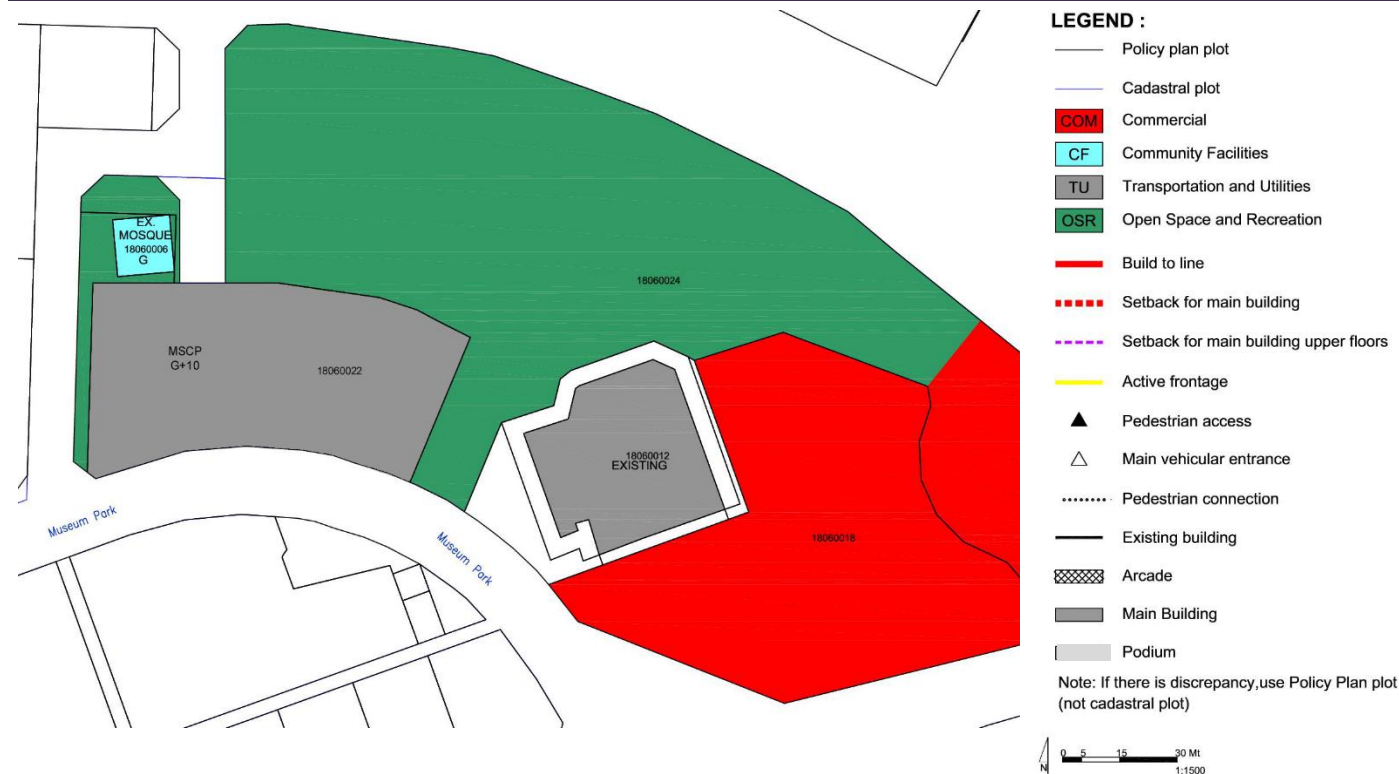 EX.
MOSQUE
18060006
G
18060024
MSCP
G+10
18060022
18060012
EXISTING
18060018
Museum Park
Museum Park
LEGEND :
Policy plan plot
Cadastral plot
COM Commercial
CF Community Facilities
TU Transportation and Utilities
OSR Open Space and Recreation
Build to line
Setback for main building
Setback for main building upper floors
Active frontage
Pedestrian access
Main vehicular entrance
Pedestrian connection
Existing building
Arcade
Main Building
Podium
Note: If there is discrepancy,use Policy Plan plot
(not cadastral plot)
N
0 5 15 30 Mt
1:1500